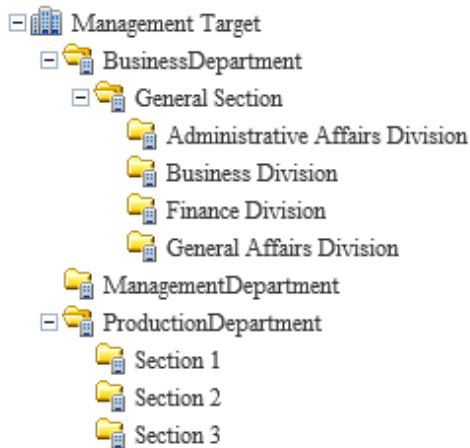 Management Target
BusinessDepartment
General Section
Administrative Affairs Division
Business Division
Finance Division
General Affairs Division
ManagementDepartment
ProductionDepartment
Section 1
Section 2
Section 3